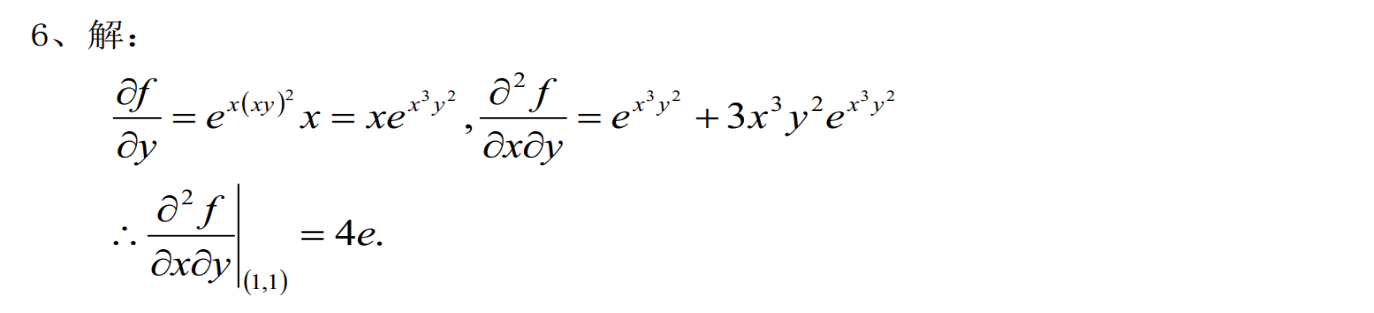 6、解：
∂f/∂y = e^{x(xy)^2} x = xe^{x^3 y^2}, ∂^2 f/∂x∂y = e^{x^3 y^2} + 3x^3 y^2 e^{x^3 y^2}
∴ ∂^2 f/∂x∂y |_{(1,1)} = 4e.